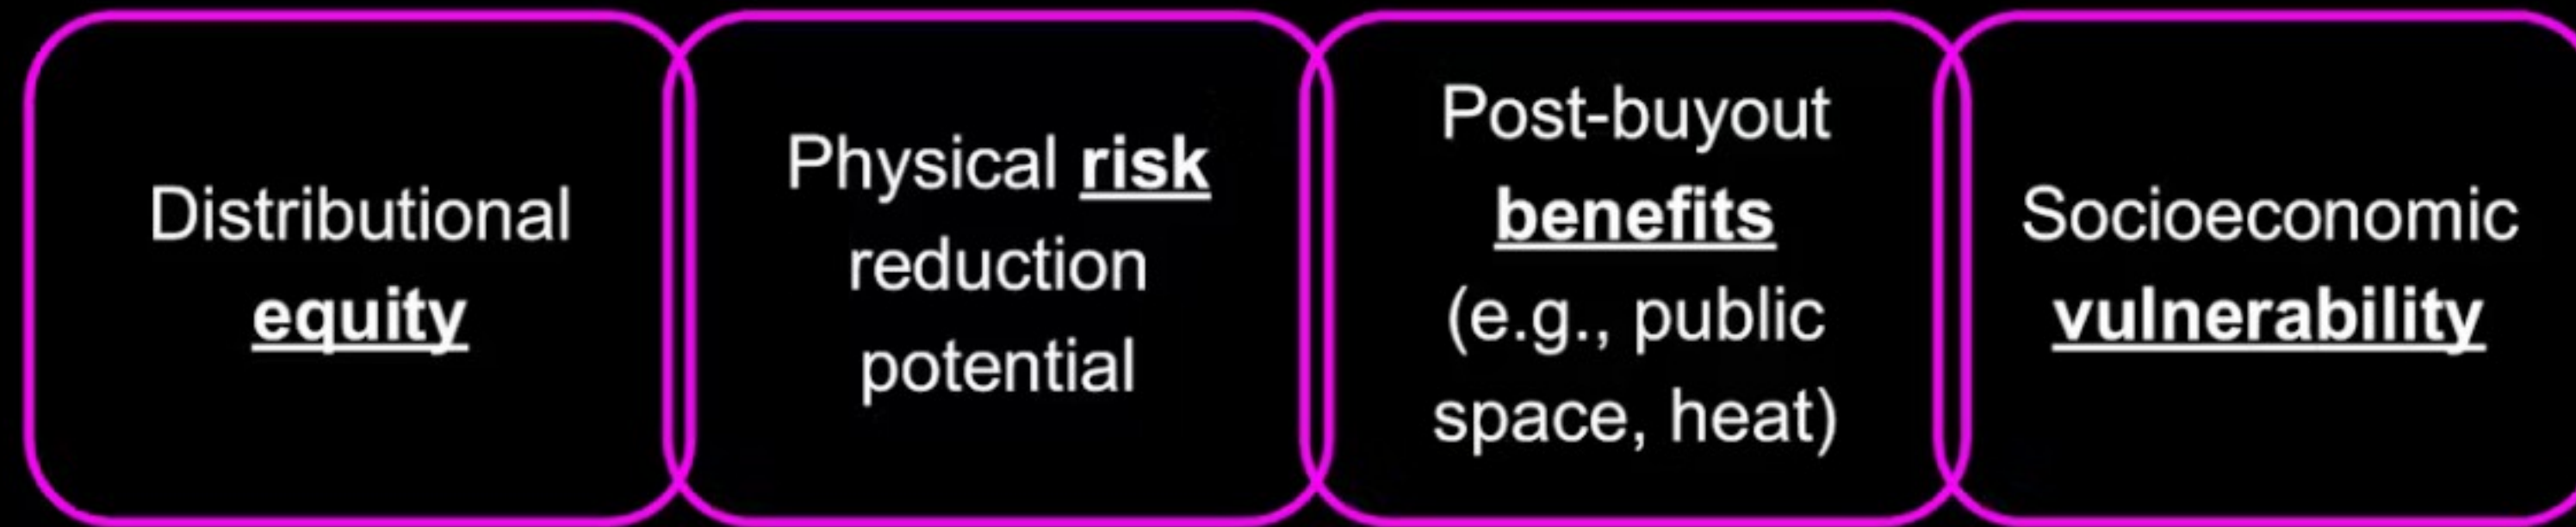 Distributional
equity
Physical risk
reduction
potential
Post-buyout
benefits
(e.g., public
space, heat)
Socioeconomic
vulnerability